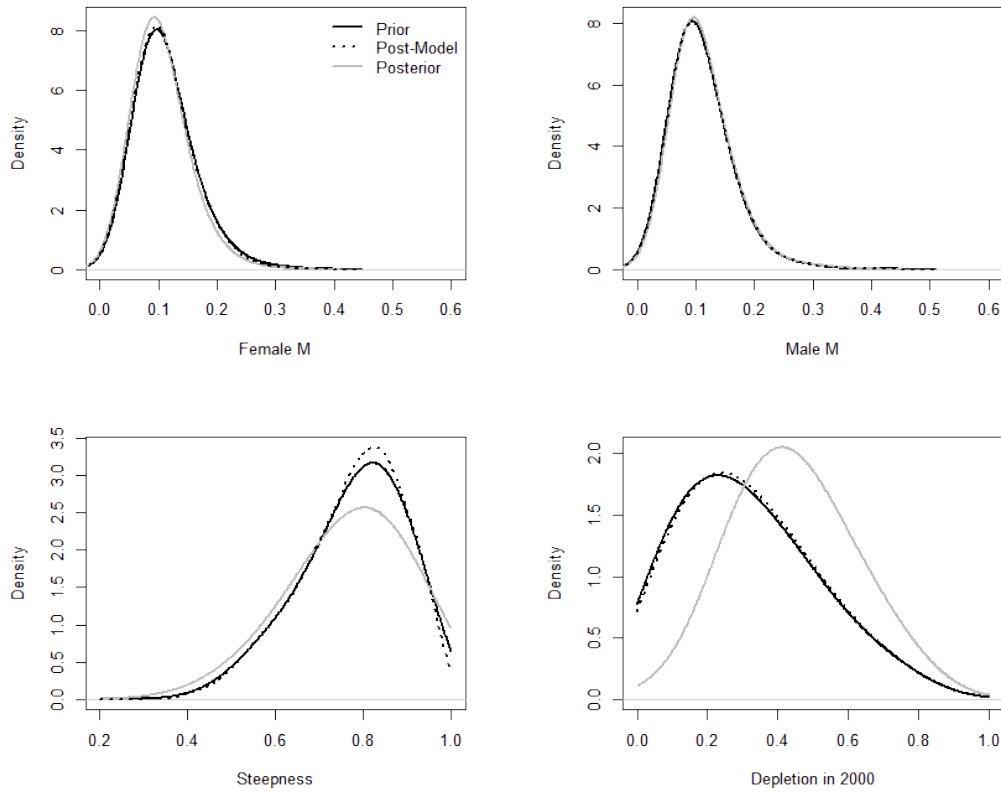 Prior
Post-Model
Posterior
Density
0 2 4 6 8
0.0 0.1 0.2 0.3 0.4 0.5 0.6
Female M
Density
0 2 4 6 8
0.0 0.1 0.2 0.3 0.4 0.5 0.6
Male M
Density
0.0 0.5 1.0 1.5 2.0 2.5 3.0 3.5
0.2 0.4 0.6 0.8 1.0
Steepness
Density
0.0 0.5 1.0 1.5 2.0
0.0 0.2 0.4 0.6 0.8 1.0
Depletion in 2000